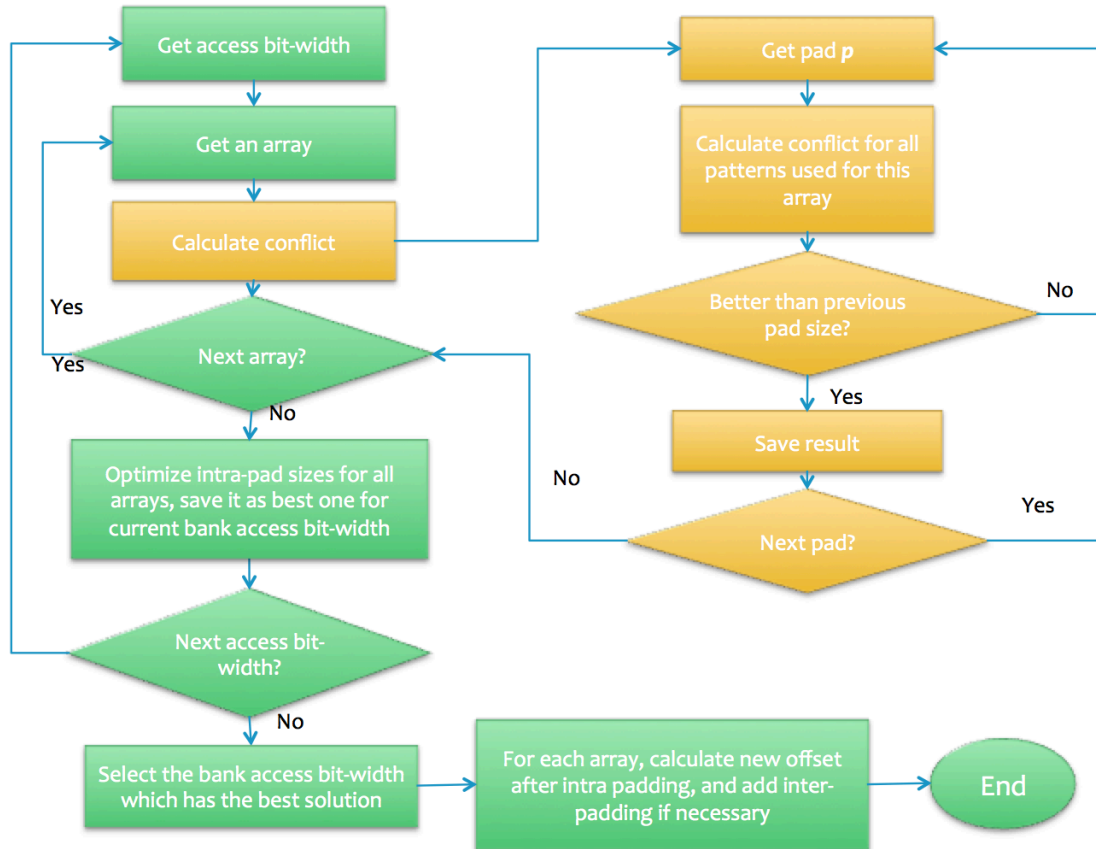 Get access bit-width
Get an array
Calculate conflict
Yes
Yes
Next array?
No
Optimize intra-pad sizes for all
arrays, save it as best one for
current bank access bit-width
Next access bit-
width?
No
Select the bank access bit-width
which has the best solution
For each array, calculate new offset
after intra padding, and add inter-
padding if necessary
End
Get pad p
Calculate conflict for all
patterns used for this
array
Better than previous
pad size?
No
Yes
Save result
Next pad?
No
Yes